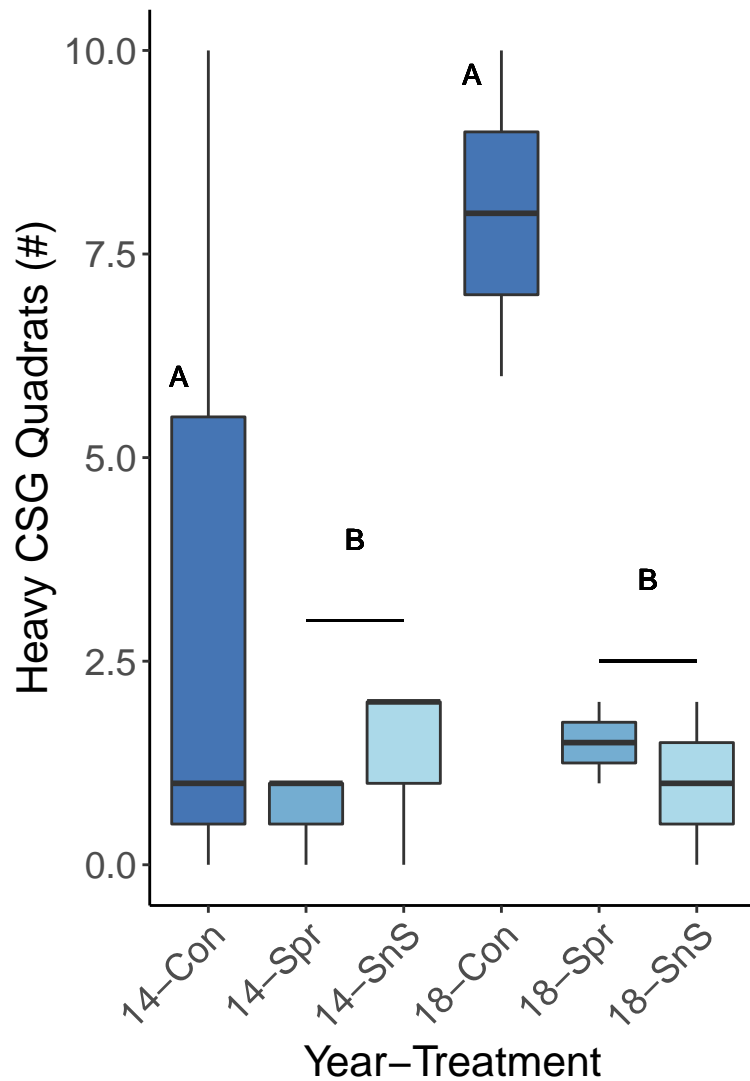 Heavy CSG Quadrats (#)
10.0
7.5
5.0
2.5
0.0
A
B
A
B
14−Con
14−Spr
14−SnS
18−Con
18−Spr
18−SnS
Year−Treatment